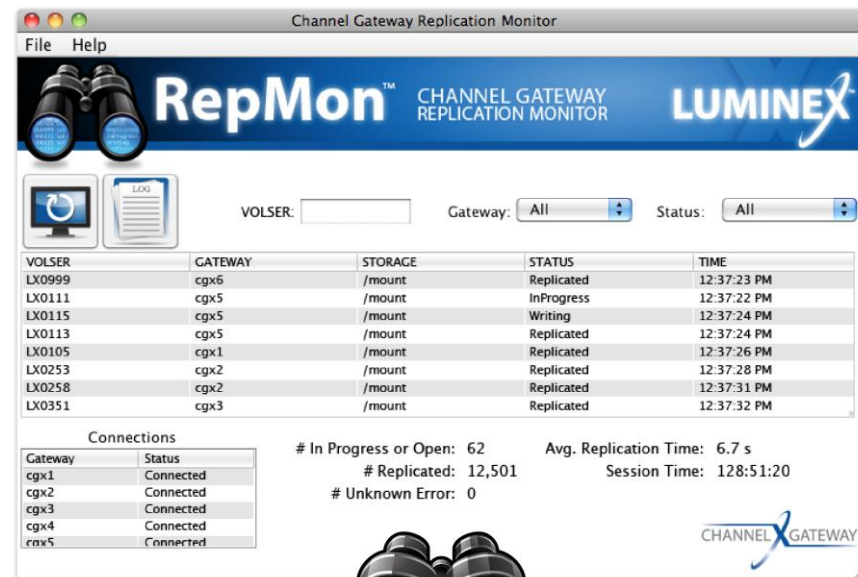 Channel Gateway Replication Monitor
File Help
RepMon™ CHANNEL GATEWAY REPLICATION MONITOR LUMINEX
LOG
VOLSER: Gateway: All Status: All
VOLSER GATEWAY STORAGE STATUS TIME
LX0999 cgx6 /mount Replicated 12:37:23 PM
LX0111 cgx5 /mount InProgress 12:37:22 PM
LX0115 cgx5 /mount Writing 12:37:24 PM
LX0113 cgx5 /mount Replicated 12:37:24 PM
LX0105 cgx1 /mount Replicated 12:37:26 PM
LX0253 cgx2 /mount Replicated 12:37:28 PM
LX0258 cgx2 /mount Replicated 12:37:31 PM
LX0351 cgx3 /mount Replicated 12:37:32 PM
Connections
Gateway Status
cgx1 Connected
cgx2 Connected
cgx3 Connected
cgx4 Connected
cgx5 Connected
# In Progress or Open: 62 Avg. Replication Time: 6.7 s
# Replicated: 12,501 Session Time: 128:51:20
# Unknown Error: 0
CHANNEL X GATEWAY